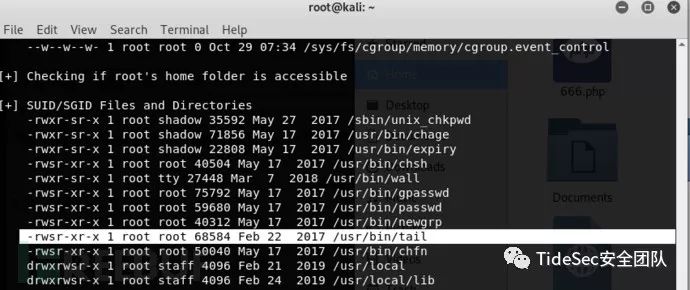 root@kali: ~
File Edit View Search Terminal Help
--w--w--w- 1 root root 0 Oct 29 07:34 /sys/fs/cgroup/memory/cgroup.event_control
[+] Checking if root's home folder is accessible
Home
666.php
[+] SUID/SGID Files and Directories
Desktop
-rwxr-sr-x 1 root shadow 35592 May 27 2017 /sbin/unix_chkpwd
-rwxr-sr-x 1 root shadow 71856 May 17 2017 /usr/bin/chage
-rwxr-sr-x 1 root shadow 22808 May 17 2017 /usr/bin/expiry
-rwsr-xr-x 1 root root 40504 May 17 2017 /usr/bin/chsh
-rwxr-sr-x 1 root tty 27448 Mar 7 2018 /usr/bin/wall
-rwsr-xr-x 1 root root 75792 May 17 2017 /usr/bin/gpasswd
Documents
-rwsr-xr-x 1 root root 59680 May 17 2017 /usr/bin/passwd
-rwsr-xr-x 1 root root 40312 May 17 2017 /usr/bin/newgrp
-rwsr-xr-x 1 root root 68584 Feb 22 2017 /usr/bin/tail
-rwsr-xr-x 1 root root 50040 May 17 2017 /usr/bin/chfn
TideSec安全团队
drwxrwsr-x 10 root staff 4096 Feb 21 2019 /usr/local
drwxrwsr-x 4 root staff 4096 Feb 24 2019 /usr/local/lib